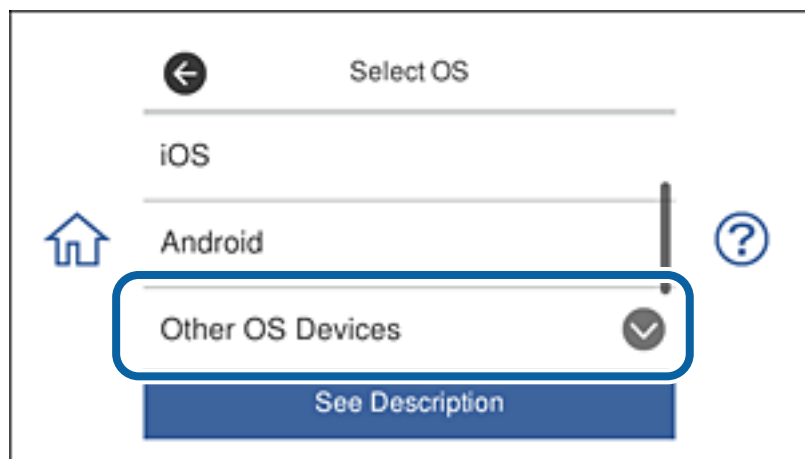 Select OS
iOS
Android
Other OS Devices
See Description
?